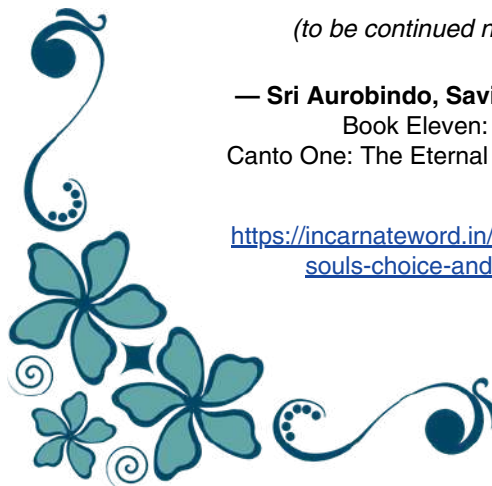 (to be continued n
— Sri Aurobindo, Savi
Book Eleven:
Canto One: The Eternal
https://incarnateword.in/
souls-choice-and